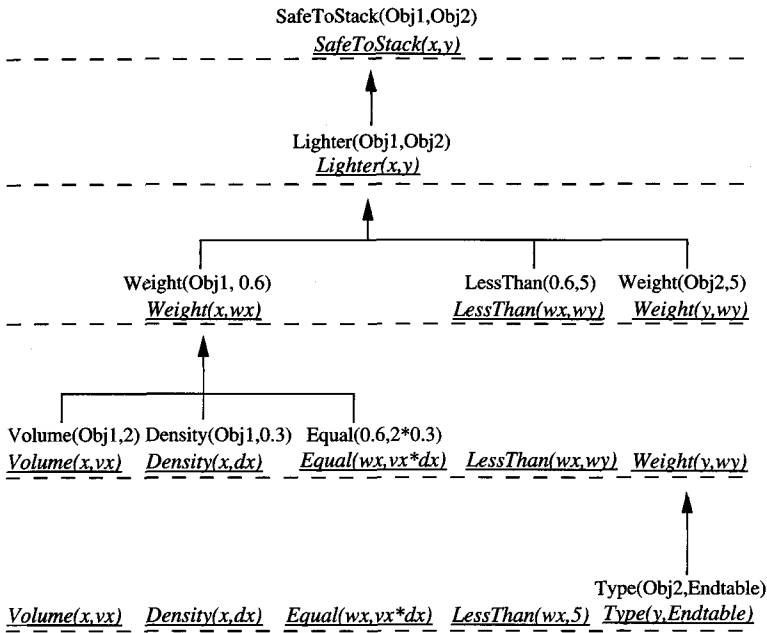 SafeToStack(Obj1,Obj2)
SafeToStack(x,y)
Lighter(Obj1,Obj2)
Lighter(x,y)
Weight(Obj1, 0.6) LessThan(0.6,5) Weight(Obj2,5)
Weight(x,wx) LessThan(wx,wy) Weight(y,wy)
Volume(Obj1,2) Density(Obj1,0.3) Equal(0.6,2*0.3)
Volume(x,vx) Density(x,dx) Equal(wx,vx*dx) LessThan(wx,wy) Weight(y,wy)
Type(Obj2,Endtable)
Volume(x,vx) Density(x,dx) Equal(wx,vx*dx) LessThan(wx,5) Type(y,Endtable)